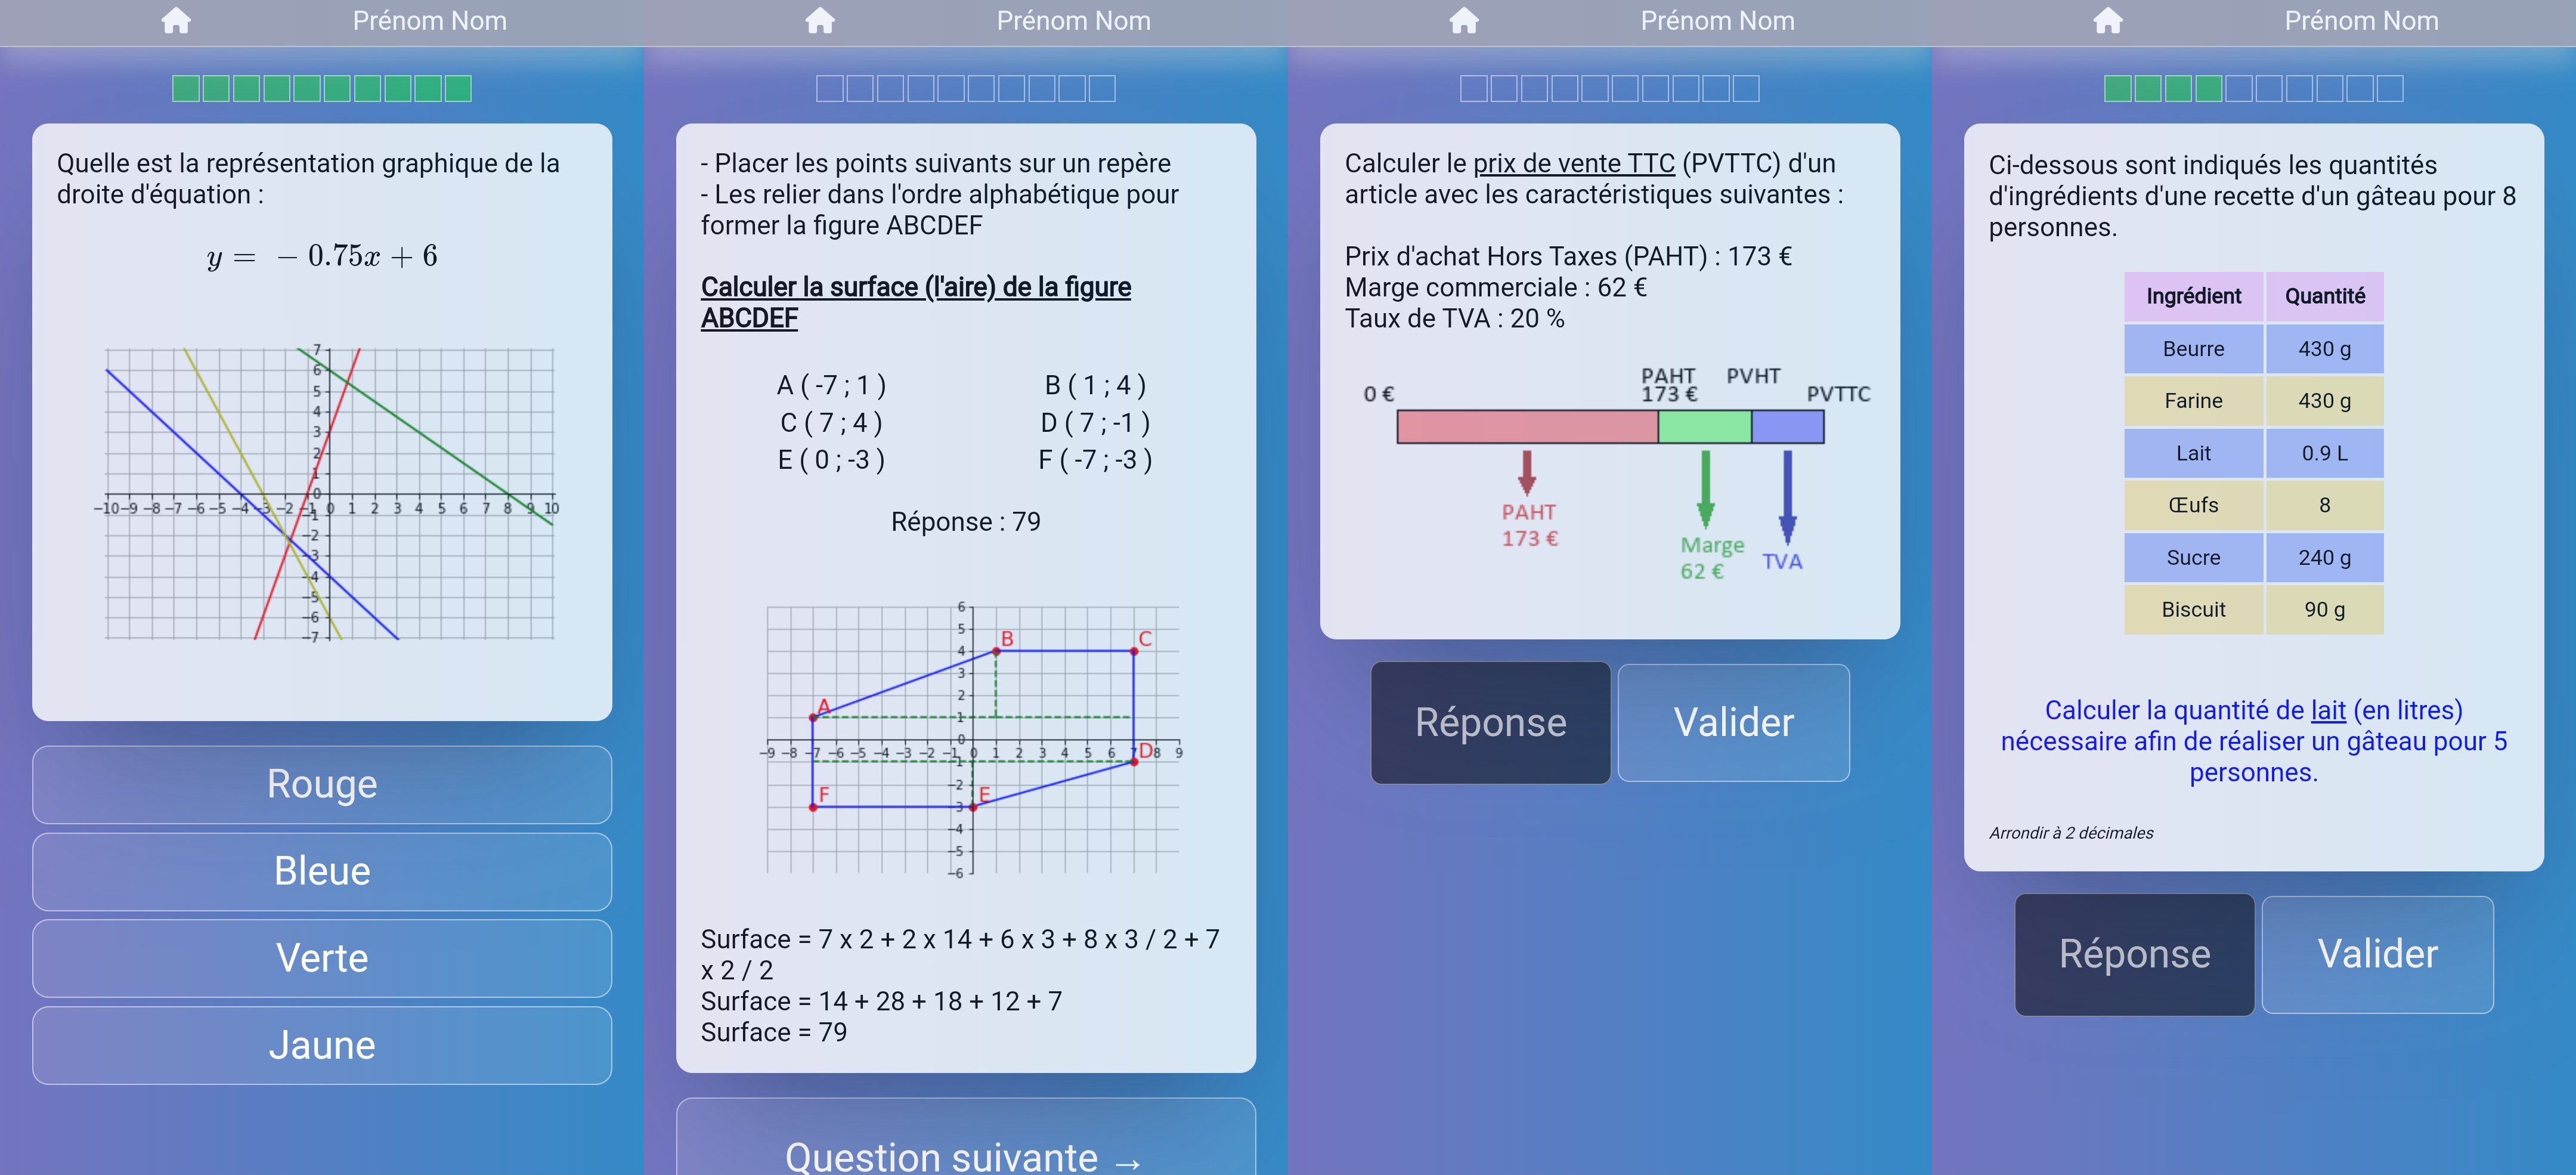 Prénom Nom
Quelle est la représentation graphique de la
droite d'équation :
y = − 0.75x + 6
7
6
5
4
3
2
1
0
−10 −9 −8 −7 −6 −5 −4 −3 −2 −1 0 1 2 3 4 5 6 7 8 9 10
−1
−2
−3
−4
−5
−6
−7
Rouge
Bleue
Verte
Jaune
Prénom Nom
- Placer les points suivants sur un repère
- Les relier dans l'ordre alphabétique pour
former la figure ABCDEF
Calculer la surface (l'aire) de la figure
ABCDEF
A ( -7 ; 1 ) B ( 1 ; 4 )
C ( 7 ; 4 ) D ( 7 ; -1 )
E ( 0 ; -3 ) F ( -7 ; -3 )
Réponse : 79
6
5
B C
4
3
2
A
1
0
−9 −8 −7 −6 −5 −4 −3 −2 −1 0 1 2 3 4 5 6 7 D 8 9
−1
−2
F E
−3
−4
−5
−6
Surface = 7 x 2 + 2 x 14 + 6 x 3 + 8 x 3 / 2 + 7
x 2 / 2
Surface = 14 + 28 + 18 + 12 + 7
Surface = 79
Question suivante →
Prénom Nom
Calculer le prix de vente TTC (PVTTC) d'un
article avec les caractéristiques suivantes :
Prix d'achat Hors Taxes (PAHT) : 173 €
Marge commerciale : 62 €
Taux de TVA : 20 %
PAHT PVHT
0 € 173 € PVTTC
PAHT
173 €
Marge
62 €
TVA
Réponse Valider
Prénom Nom
Ci-dessous sont indiqués les quantités
d'ingrédients d'une recette d'un gâteau pour 8
personnes.
Ingrédient Quantité
Beurre 430 g
Farine 430 g
Lait 0.9 L
Œufs 8
Sucre 240 g
Biscuit 90 g
Calculer la quantité de lait (en litres)
nécessaire afin de réaliser un gâteau pour 5
personnes.
Arrondir à 2 décimales
Réponse Valider